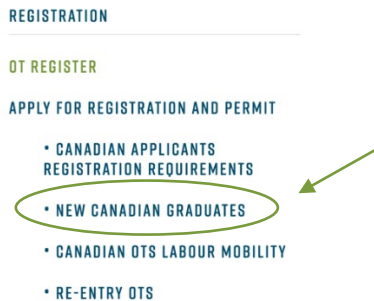 REGISTRATION
OT REGISTER
APPLY FOR REGISTRATION AND PERMIT
• CANADIAN APPLICANTS
REGISTRATION REQUIREMENTS
• NEW CANADIAN GRADUATES
• CANADIAN OTS LABOUR MOBILITY
• RE-ENTRY OTS